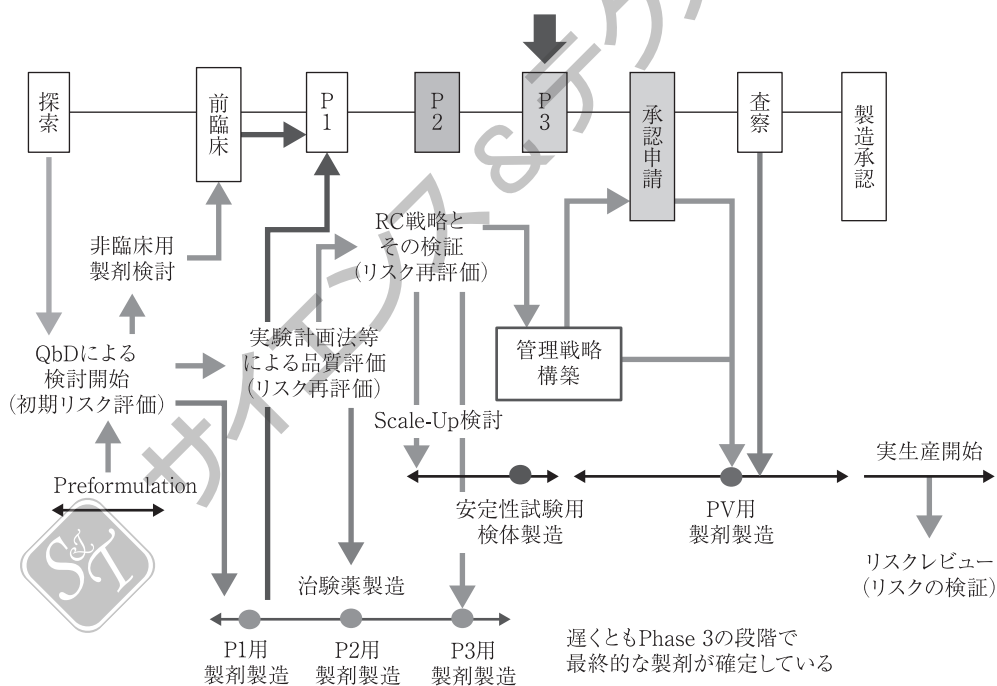 探索
前臨床
P1
P2
P3
承認申請
査察
製造承認
RC戦略と
その検証
(リスク再評価)
非臨床用
製剤検討
実験計画法等
による品質評価
(リスク再評価)
管理戦略
構築
QbDによる
検討開始
(初期リスク評価)
Scale-Up検討
Preformulation
実生産開始
安定性試験用
検体製造
PV用
製剤製造
リスクレビュー
(リスクの検証)
治験薬製造
P1用
製剤製造
P2用
製剤製造
P3用
製剤製造
遅くともPhase 3の段階で
最終的な製剤が確定している
サイエンス&テク
S&T